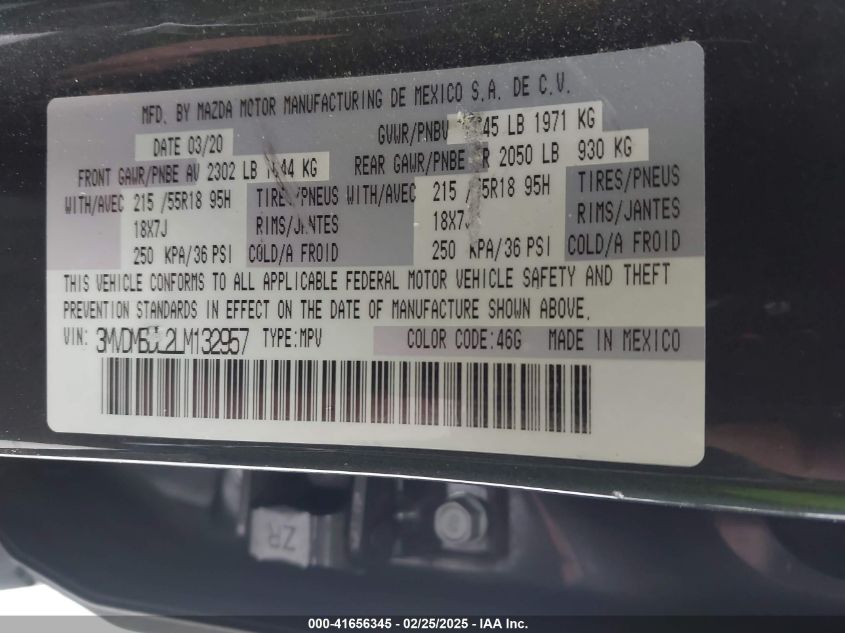 MFD. BY MAZDA MOTOR MANUFACTURING DE MEXICO S.A. DE C.V.
DATE 03/20 GVWR/PNBV LB 1971 KG
FRONT GAWR/PNBE AV 2302 LB KG REAR GAWR/PNBE 2050 LB 930 KG
WITH/AVEC 215 /55R18 95H TIRES/PNEUS WITH/AVEC 215 95H TIRES/PNEUS
18X7J RIMS/JANTES 18X7J RIMS/JANTES
250 KPA/36 PSI COLD/A FROID 250 KPA/36 PSI COLD/A FROID
THIS VEHICLE CONFORMS TO ALL APPLICABLE FEDERAL MOTOR VEHICLE SAFETY AND THEFT
PREVENTION STANDARDS IN EFFECT ON THE DATE OF MANUFACTURE SHOWN ABOVE.
VIN: TYPE:MPV COLOR CODE:46G MADE IN MEXICO
ZR
000-41656345 - 02/25/2025 - IAA Inc.